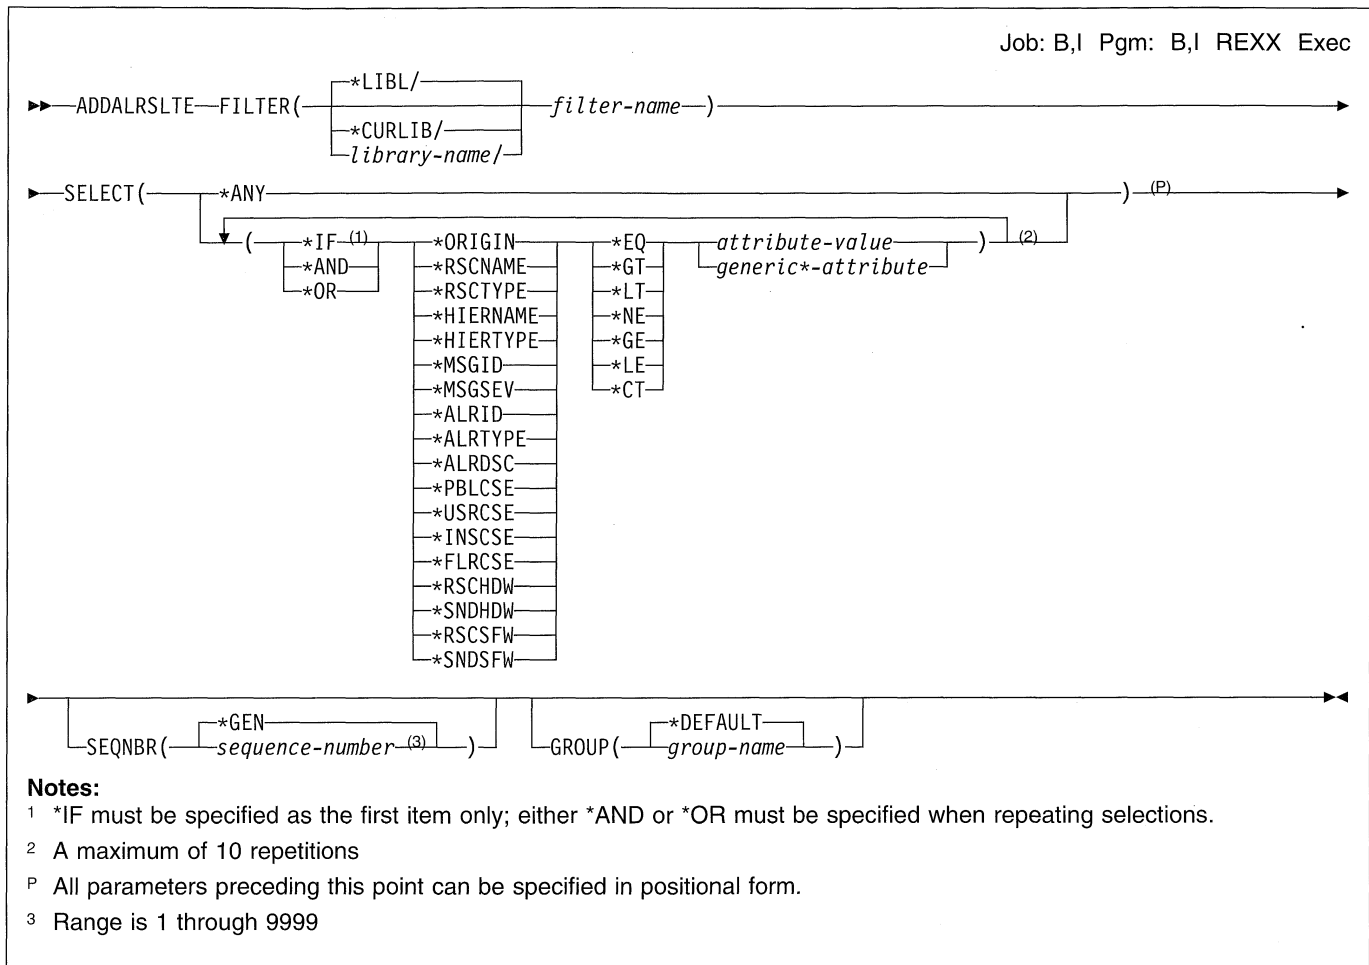 Job: B,I Pgm: B,I REXX Exec
*LIBL/
ADDALRSLTE FILTER( filter-name )
*CURLIB/
library-name/
SELECT( *ANY ) (P)
( *IF (1) *ORIGIN *EQ attribute-value ) (2)
*AND *RSCNAME *GT generic*-attribute
*OR *RSCTYPE *LT
*HIERNAME *NE
*HIERTYPE *GE
*MSGID *LE
*MSGSEV *CT
*ALRID
*ALRTYPE
*ALRDSC
*PBLCSE
*USRCSE
*INSCSE
*FLRCSE
*RSCHDW
*SNDHDW
*RSCSFW
*SNDSFW
*GEN *DEFAULT
SEQNBR( sequence-number (3) ) GROUP( group-name )
Notes:
1 *IF must be specified as the first item only; either *AND or *OR must be specified when repeating selections.
2 A maximum of 10 repetitions
P All parameters preceding this point can be specified in positional form.
3 Range is 1 through 9999